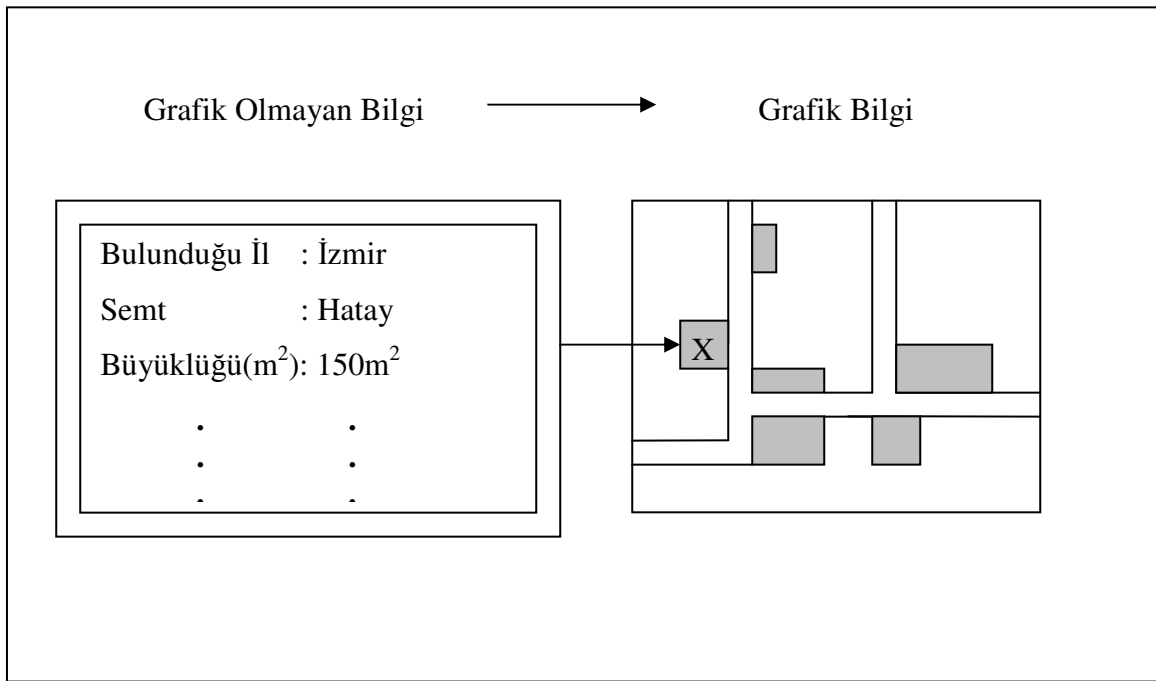 Grafik Olmayan Bilgi Grafik Bilgi
Bulunduğu İl : İzmir
Semt : Hatay
Büyüklüğü(m²): 150m²
. .
. .
. .
X